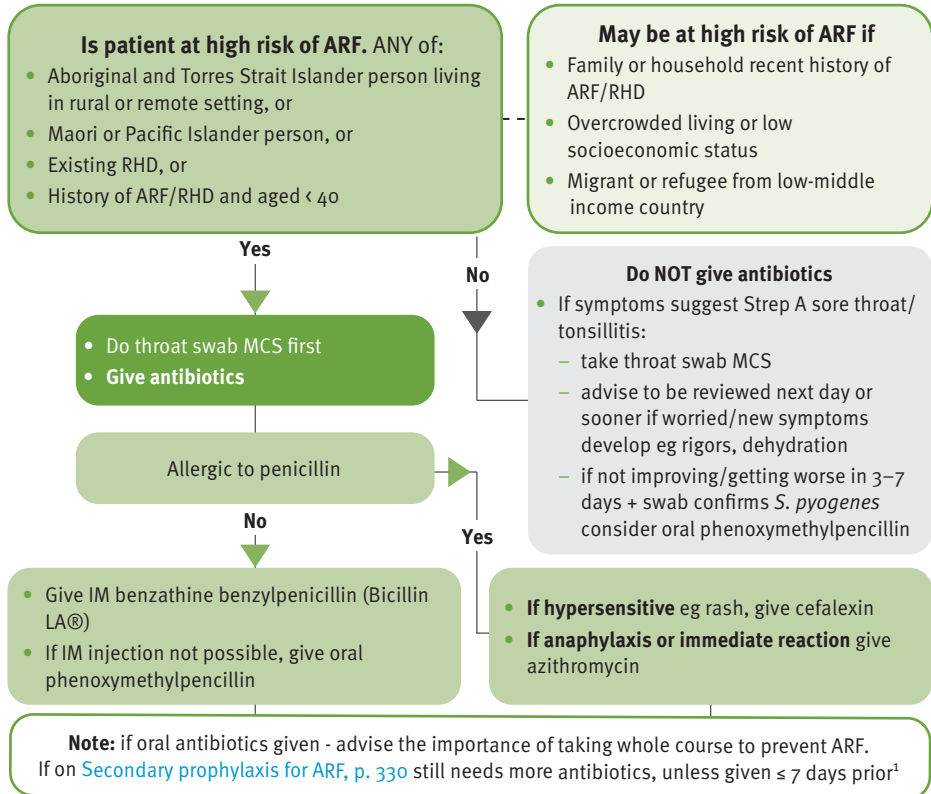 Is patient at high risk of ARF. ANY of:
• Aboriginal and Torres Strait Islander person living
in rural or remote setting, or
• Maori or Pacific Islander person, or
• Existing RHD, or
• History of ARF/RHD and aged < 40
May be at high risk of ARF if
• Family or household recent history of
ARF/RHD
• Overcrowded living or low
socioeconomic status
• Migrant or refugee from low-middle
income country
Yes
No
• Do throat swab MCS first
• Give antibiotics
Do NOT give antibiotics
• If symptoms suggest Strep A sore throat/
tonsillitis:
– take throat swab MCS
– advise to be reviewed next day or
sooner if worried/new symptoms
develop eg rigors, dehydration
– if not improving/getting worse in 3–7
days + swab confirms S. pyogenes
consider oral phenoxymethylpencillin
Allergic to penicillin
No
Yes
• Give IM benzathine benzylpenicillin (Bicillin
LA®)
• If IM injection not possible, give oral
phenoxymethylpencillin
• If hypersensitive eg rash, give cefalexin
• If anaphylaxis or immediate reaction give
azithromycin
Note: if oral antibiotics given - advise the importance of taking whole course to prevent ARF.
If on Secondary prophylaxis for ARF, p. 330 still needs more antibiotics, unless given ≤ 7 days prior¹